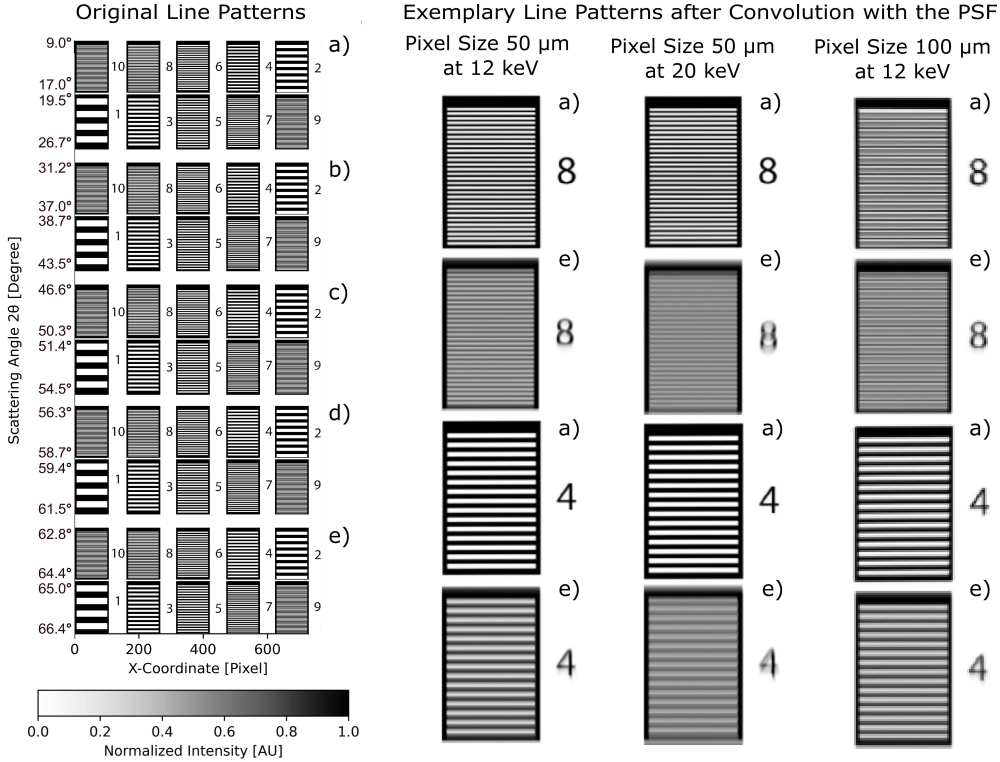 Original Line Patterns
9.0°
a)
10 8 6 4 2
17.0°
19.5°
1 3 5 7 9
26.7°
31.2°
b)
10 8 6 4 2
37.0°
38.7°
1 3 5 7 9
43.5°
46.6°
c)
10 8 6 4 2
50.3°
51.4°
1 3 5 7 9
54.5°
56.3°
d)
10 8 6 4 2
58.7°
59.4°
1 3 5 7 9
61.5°
62.8°
e)
10 8 6 4 2
64.4°
65.0°
1 3 5 7 9
66.4°
Scattering Angle 2θ [Degree]
0 200 400 600
X-Coordinate [Pixel]
0.0 0.2 0.4 0.6 0.8 1.0
Normalized Intensity [AU]
Exemplary Line Patterns after Convolution with the PSF
Pixel Size 50 µm
at 12 keV
Pixel Size 50 µm
at 20 keV
Pixel Size 100 µm
at 12 keV
a) a) a)
8 8 8
e) e) e)
8 8 8
a) a) a)
4 4 4
e) e) e)
4 4 4